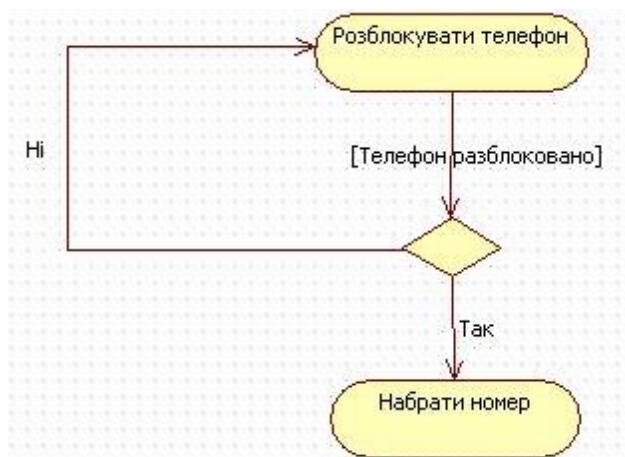 Розблокувати телефон
Ні
[Телефон разблоковано]
Так
Набрати номер